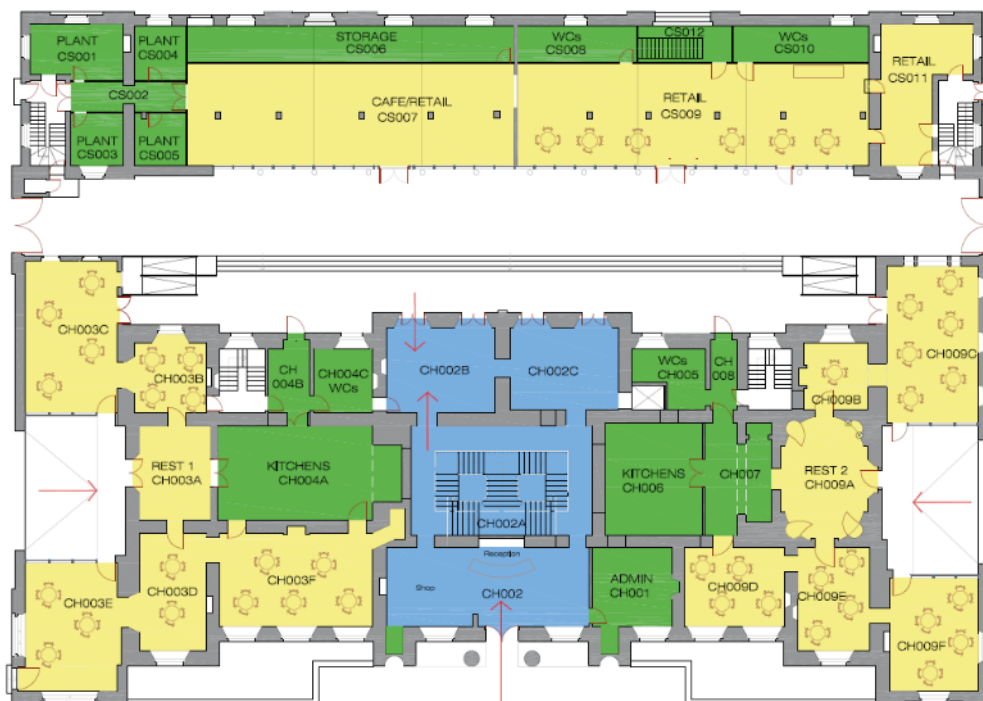 PLANT
CS001
PLANT
CS004
STORAGE
CS006
WCs
CS008
CS012
WCs
CS010
RETAIL
CS011
CS002
CAFE/RETAIL
CS007
RETAIL
CS009
PLANT
CS003
PLANT
CS005
CH003C
CH003B
CH
004B
CH004C
WCs
CH002B
CH002C
WCs
CH005
CH
008
CH009B
CH009C
REST 1
CH003A
KITCHENS
CH004A
CH002A
KITCHENS
CH006
CH007
REST 2
CH009A
Reception
Shop
CH002
ADMIN
CH001
CH003E
CH003D
CH003F
CH009D
CH009E
CH009F